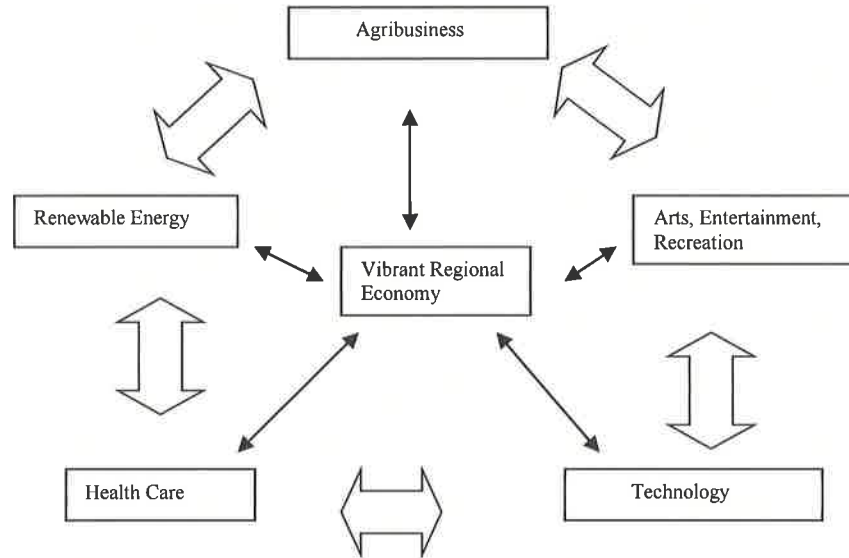 Agribusiness
Renewable Energy
Arts, Entertainment,
Recreation
Vibrant Regional
Economy
Health Care
Technology